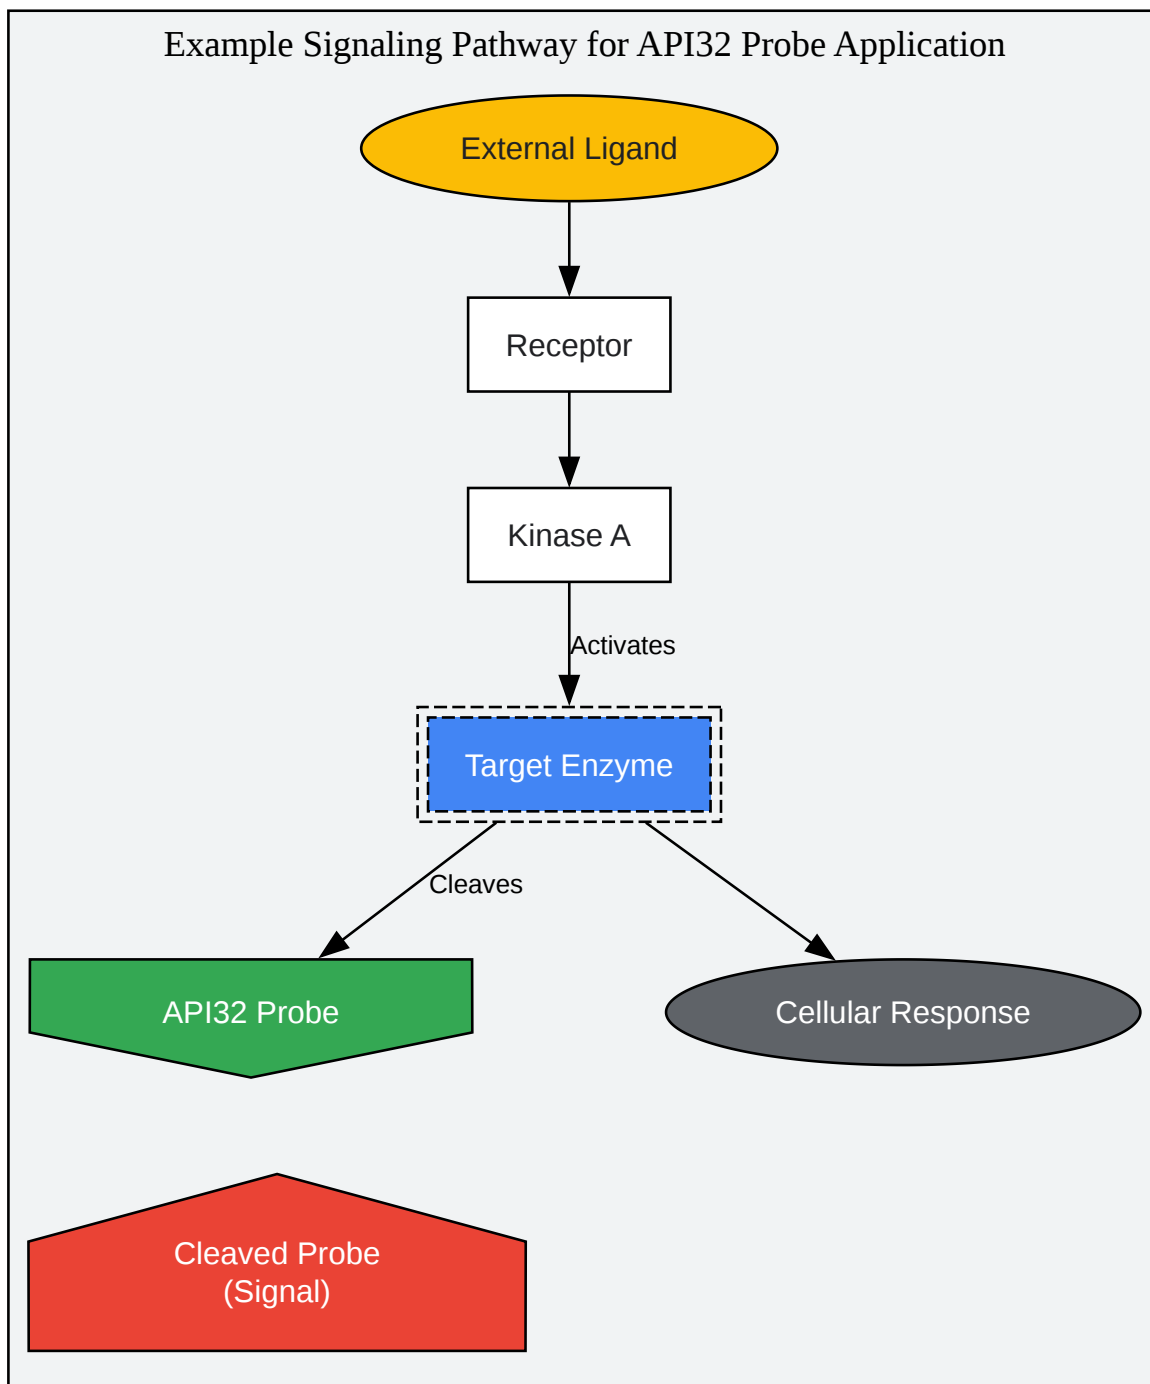 Example Signaling Pathway for API32 Probe Application
External Ligand
Receptor
Kinase A
Activates
Target Enzyme
Cleaves
API32 Probe
Cellular Response
Cleaved Probe
(Signal)